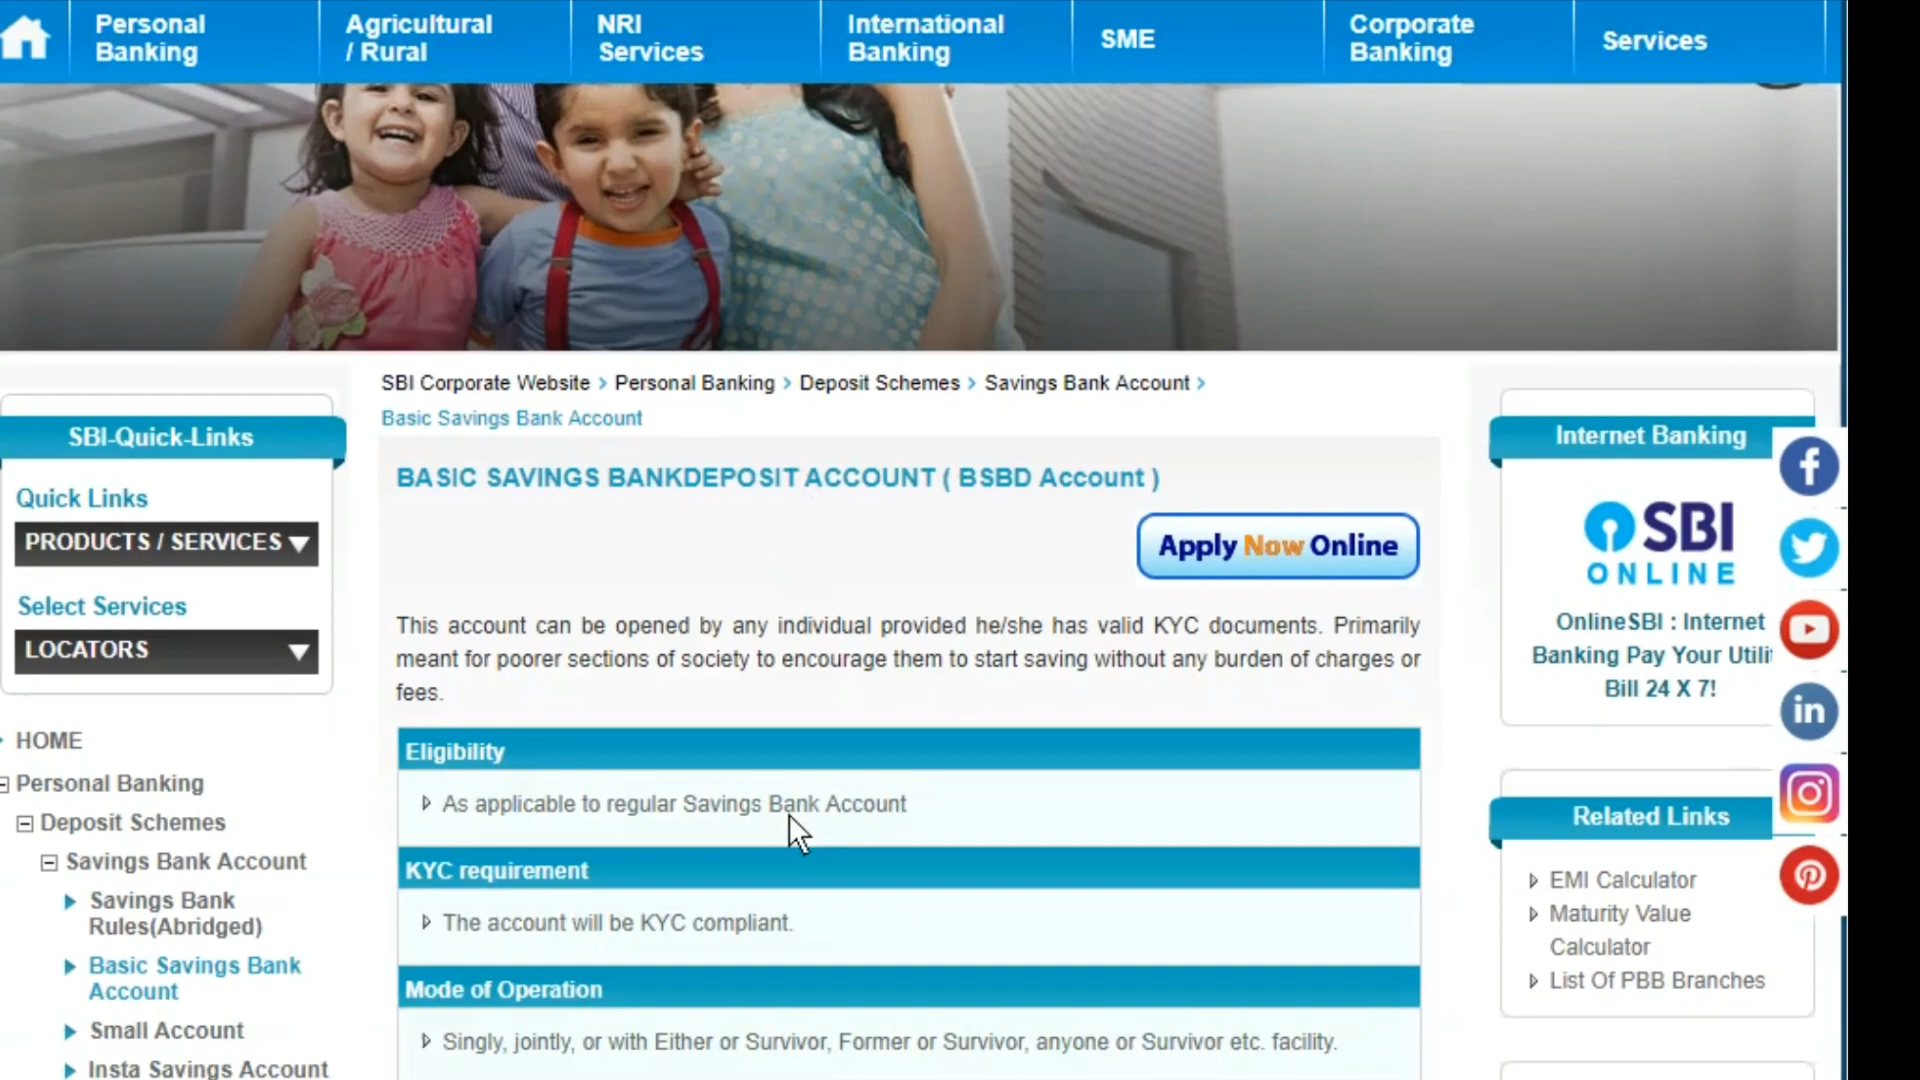 Personal Banking
Agricultural / Rural
NRI Services
International Banking
SME
Corporate Banking
Services
SBI Corporate Website > Personal Banking > Deposit Schemes > Savings Bank Account >
Basic Savings Bank Account
SBI-Quick-Links
Quick Links
PRODUCTS / SERVICES
Select Services
LOCATORS
HOME
Personal Banking
Deposit Schemes
Savings Bank Account
Savings Bank
Rules(Abridged)
Basic Savings Bank
Account
Small Account
Insta Savings Account
BASIC SAVINGS BANKDEPOSIT ACCOUNT ( BSBD Account )
Apply Now Online
This account can be opened by any individual provided he/she has valid KYC documents. Primarily
meant for poorer sections of society to encourage them to start saving without any burden of charges or
fees.
Eligibility
As applicable to regular Savings Bank Account
KYC requirement
The account will be KYC compliant.
Mode of Operation
Singly, jointly, or with Either or Survivor, Former or Survivor, anyone or Survivor etc. facility.
Internet Banking
SBI
ONLINE
OnlineSBI : Internet
Banking Pay Your Utili
Bill 24 X 7!
Related Links
EMI Calculator
Maturity Value
Calculator
List Of PBB Branches